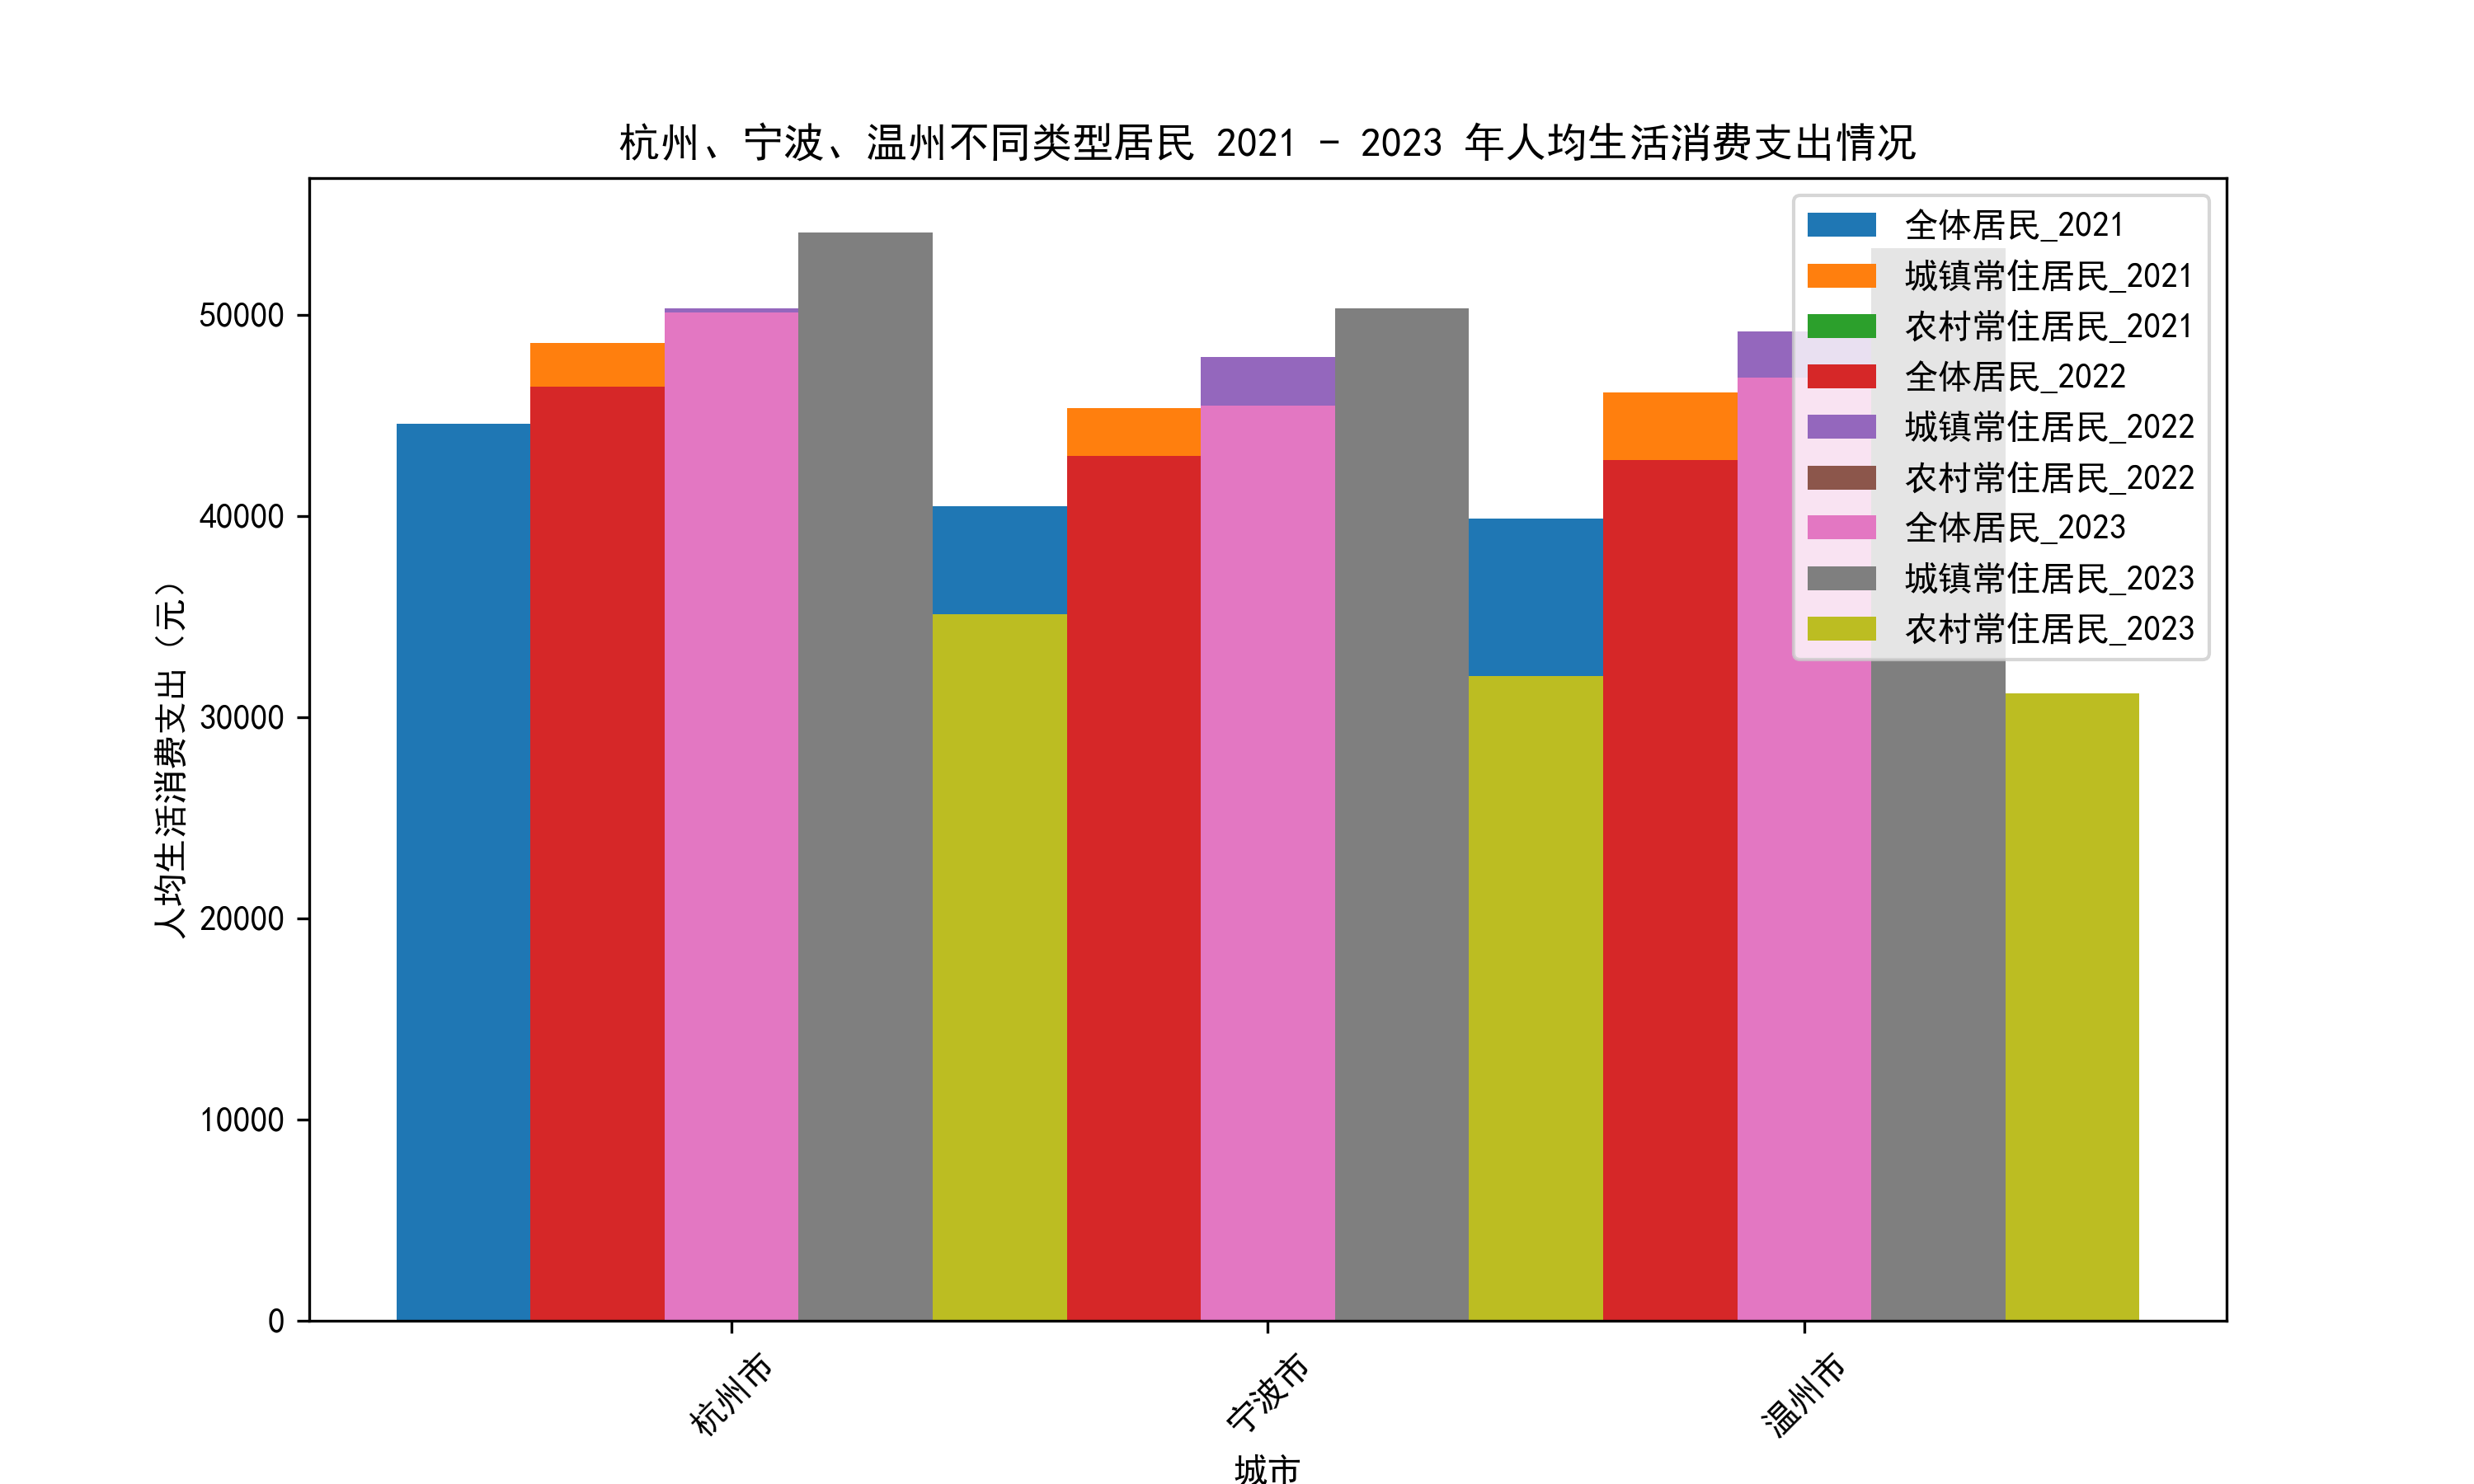 杭州、宁波、温州不同类型居民 2021 - 2023 年人均生活消费支出情况
全体居民_2021
城镇常住居民_2021
农村常住居民_2021
全体居民_2022
城镇常住居民_2022
农村常住居民_2022
全体居民_2023
城镇常住居民_2023
农村常住居民_2023
人均生活消费支出（元）
50000
40000
30000
20000
10000
0
杭州市
宁波市
温州市
城市